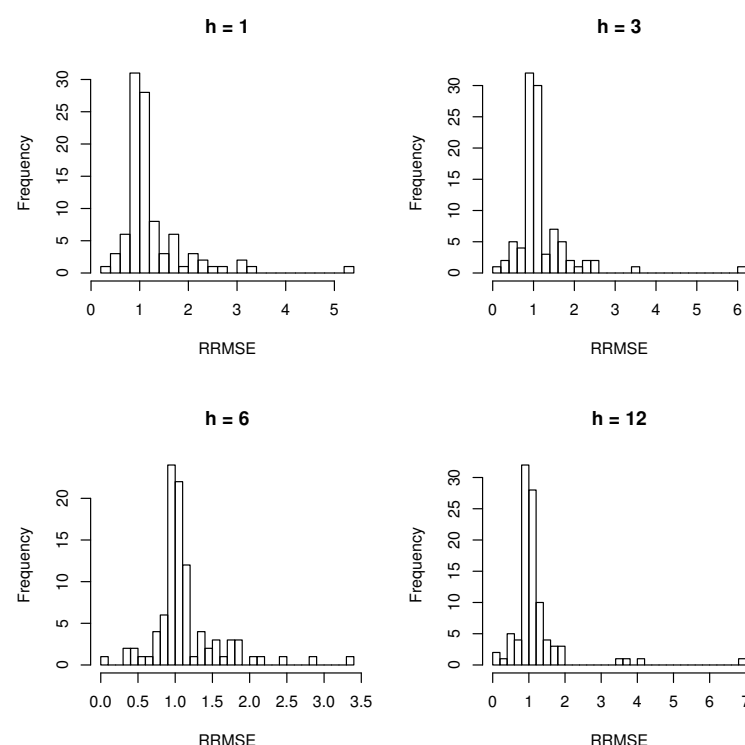 h = 1
Frequency
0 5 10 15 20 25 30
0 1 2 3 4 5
RRMSE
h = 3
Frequency
0 5 10 15 20 25 30
0 1 2 3 4 5 6
RRMSE
h = 6
Frequency
0 5 10 15 20
0.0 0.5 1.0 1.5 2.0 2.5 3.0 3.5
RRMSE
h = 12
Frequency
0 5 10 15 20 25 30
0 1 2 3 4 5 6 7
RRMSE